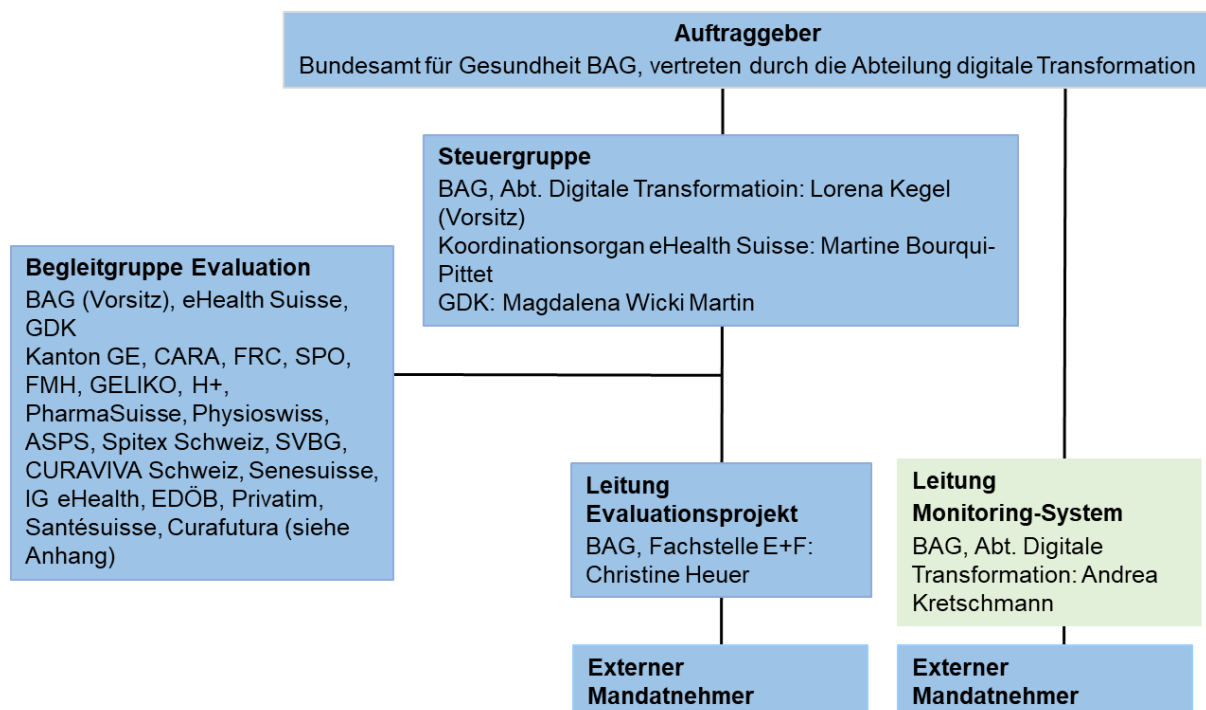 Auftraggeber
Bundesamt für Gesundheit BAG, vertreten durch die Abteilung digitale Transformation
Steuergruppe
BAG, Abt. Digitale Transformatioin: Lorena Kegel
(Vorsitz)
Koordinationsorgan eHealth Suisse: Martine Bourqui-
Pittet
GDK: Magdalena Wicki Martin
Begleitgruppe Evaluation
BAG (Vorsitz), eHealth Suisse,
GDK
Kanton GE, CARA, FRC, SPO,
FMH, GELIKO, H+,
PharmaSuisse, Physioswiss,
ASPS, Spitex Schweiz, SVBG,
CURAVIVA Schweiz, Senesuisse,
IG eHealth, EDÖB, Privatim,
Santésuisse, Curafutura (siehe
Anhang)
Leitung
Evaluationsprojekt
BAG, Fachstelle E+F:
Christine Heuer
Leitung
Monitoring-System
BAG, Abt. Digitale
Transformation: Andrea
Kretschmann
Externer
Mandatnehmer
Externer
Mandatnehmer